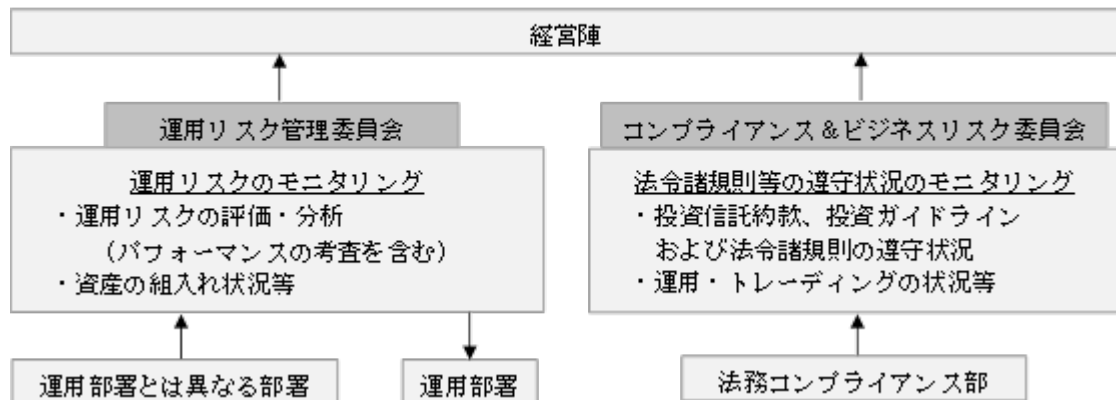 経営陣
運用リスク管理委員会
運用リスクのモニタリング
・運用リスクの評価・分析
（パフォーマンスの考査を含む）
・資産の組入れ状況等
運用部署とは異なる部署
運用部署
コンプライアンス＆ビジネスリスク委員会
法令諸規則等の遵守状況のモニタリング
・投資信託約款、投資ガイドライン
および法令諸規則の遵守状況
・運用・トレーディングの状況等
法務コンプライアンス部